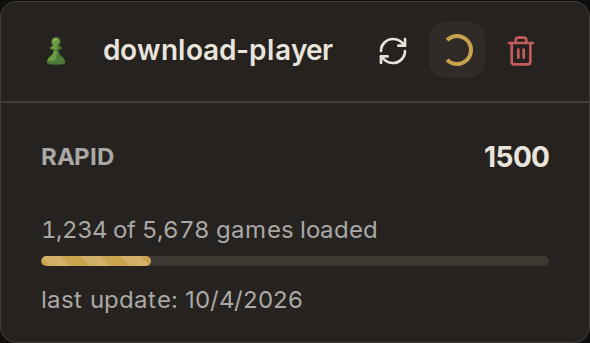 download-player
RAPID 1500
1,234 of 5,678 games loaded
last update: 10/4/2026